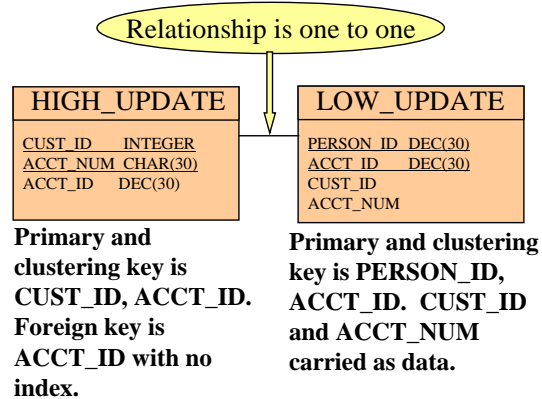 Relationship is one to one
HIGH_UPDATE
CUST_ID INTEGER
ACCT_NUM CHAR(30)
ACCT_ID DEC(30)
Primary and
clustering key is
CUST_ID, ACCT_ID.
Foreign key is
ACCT_ID with no
index.
LOW_UPDATE
PERSON_ID DEC(30)
ACCT_ID DEC(30)
CUST_ID
ACCT_NUM
Primary and clustering
key is PERSON_ID,
ACCT_ID. CUST_ID
and ACCT_NUM
carried as data.